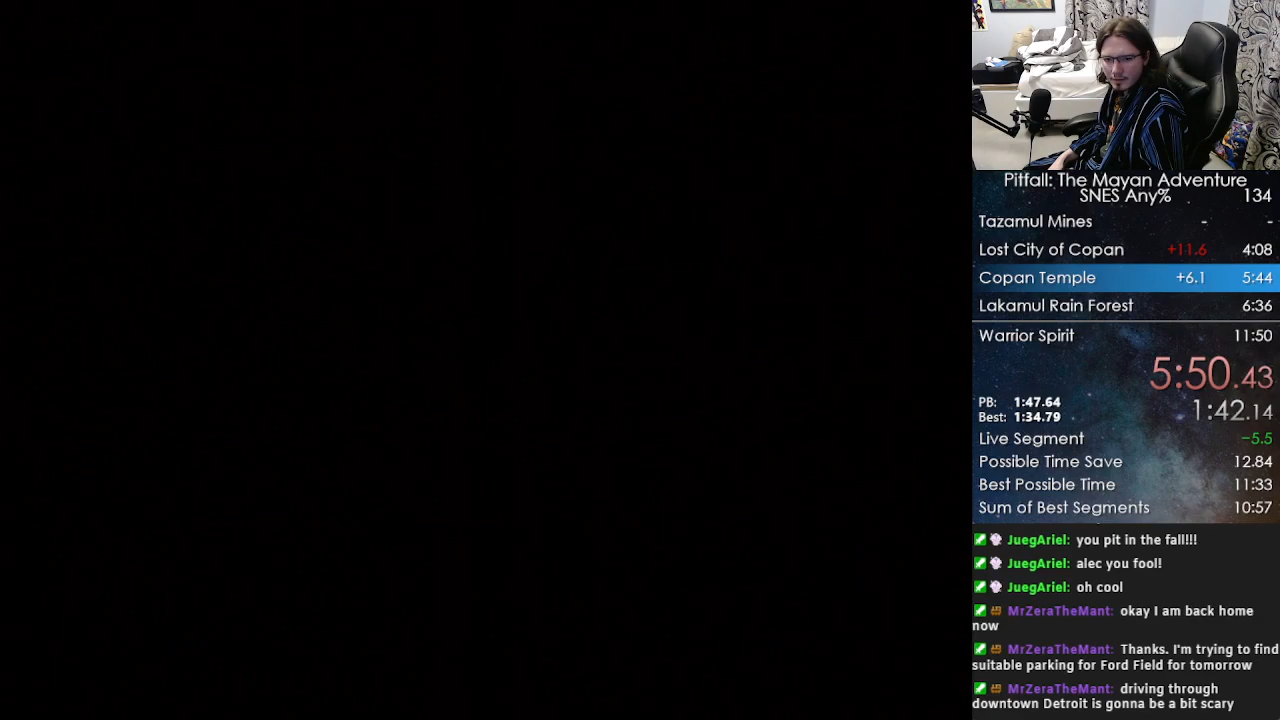 Pitfall: The Mayan Adventure
SNES Any% 134
Tazamul Mines - -
Lost City of Copan +11.6 4:08
Copan Temple +6.1 5:44
Lakamul Rain Forest 6:36
Warrior Spirit 11:50
5:50.43
PB: 1:47.64
Best: 1:34.79
1:42.14
Live Segment −5.5
Possible Time Save 12.84
Best Possible Time 11:33
Sum of Best Segments 10:57
JuegAriel: you pit in the fall!!!
JuegAriel: alec you fool!
JuegAriel: oh cool
MrZeraTheMant: okay I am back home
now
MrZeraTheMant: Thanks. I'm trying to find
suitable parking for Ford Field for tomorrow
MrZeraTheMant: driving through
downtown Detroit is gonna be a bit scary